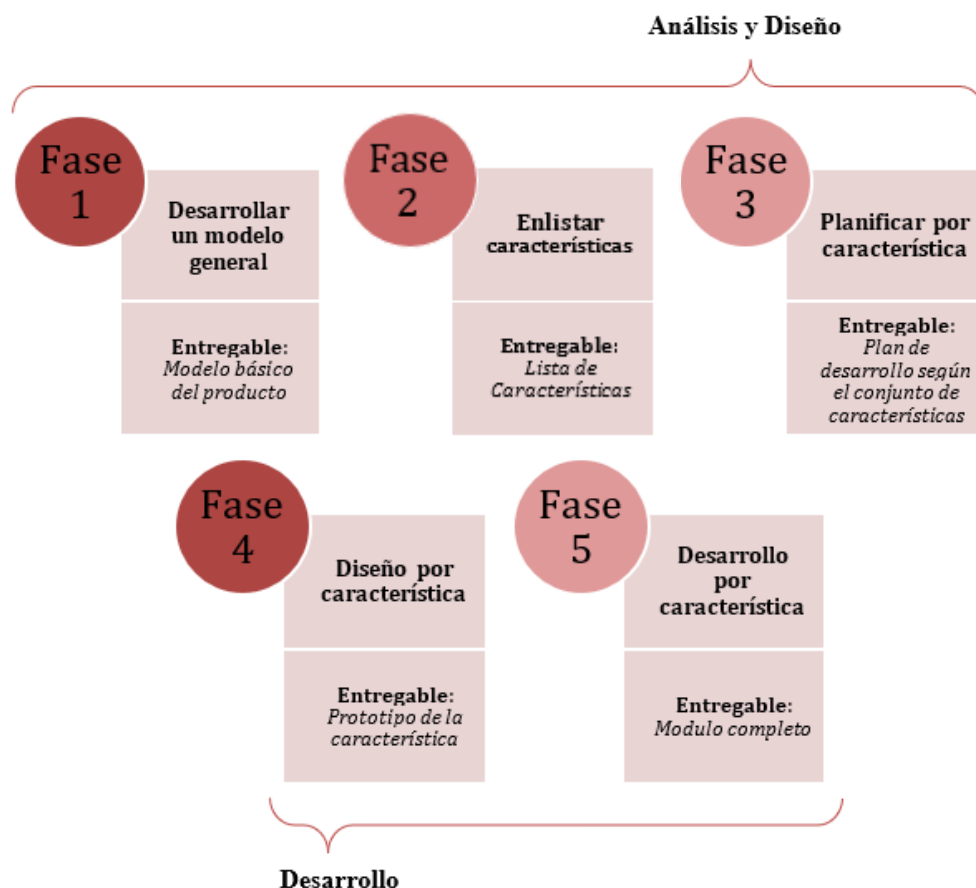 Análisis y Diseño
Fase
1
Desarrollar
un modelo
general
Entregable:
Modelo básico
del producto
Fase
2
Enlistar
características
Entregable:
Lista de
Características
Fase
3
Planificar por
característica
Entregable:
Plan de
desarrollo según
el conjunto de
características
Fase
4
Diseño por
característica
Entregable:
Prototipo de la
característica
Fase
5
Desarrollo
por
característica
Entregable:
Modulo completo
Desarrollo